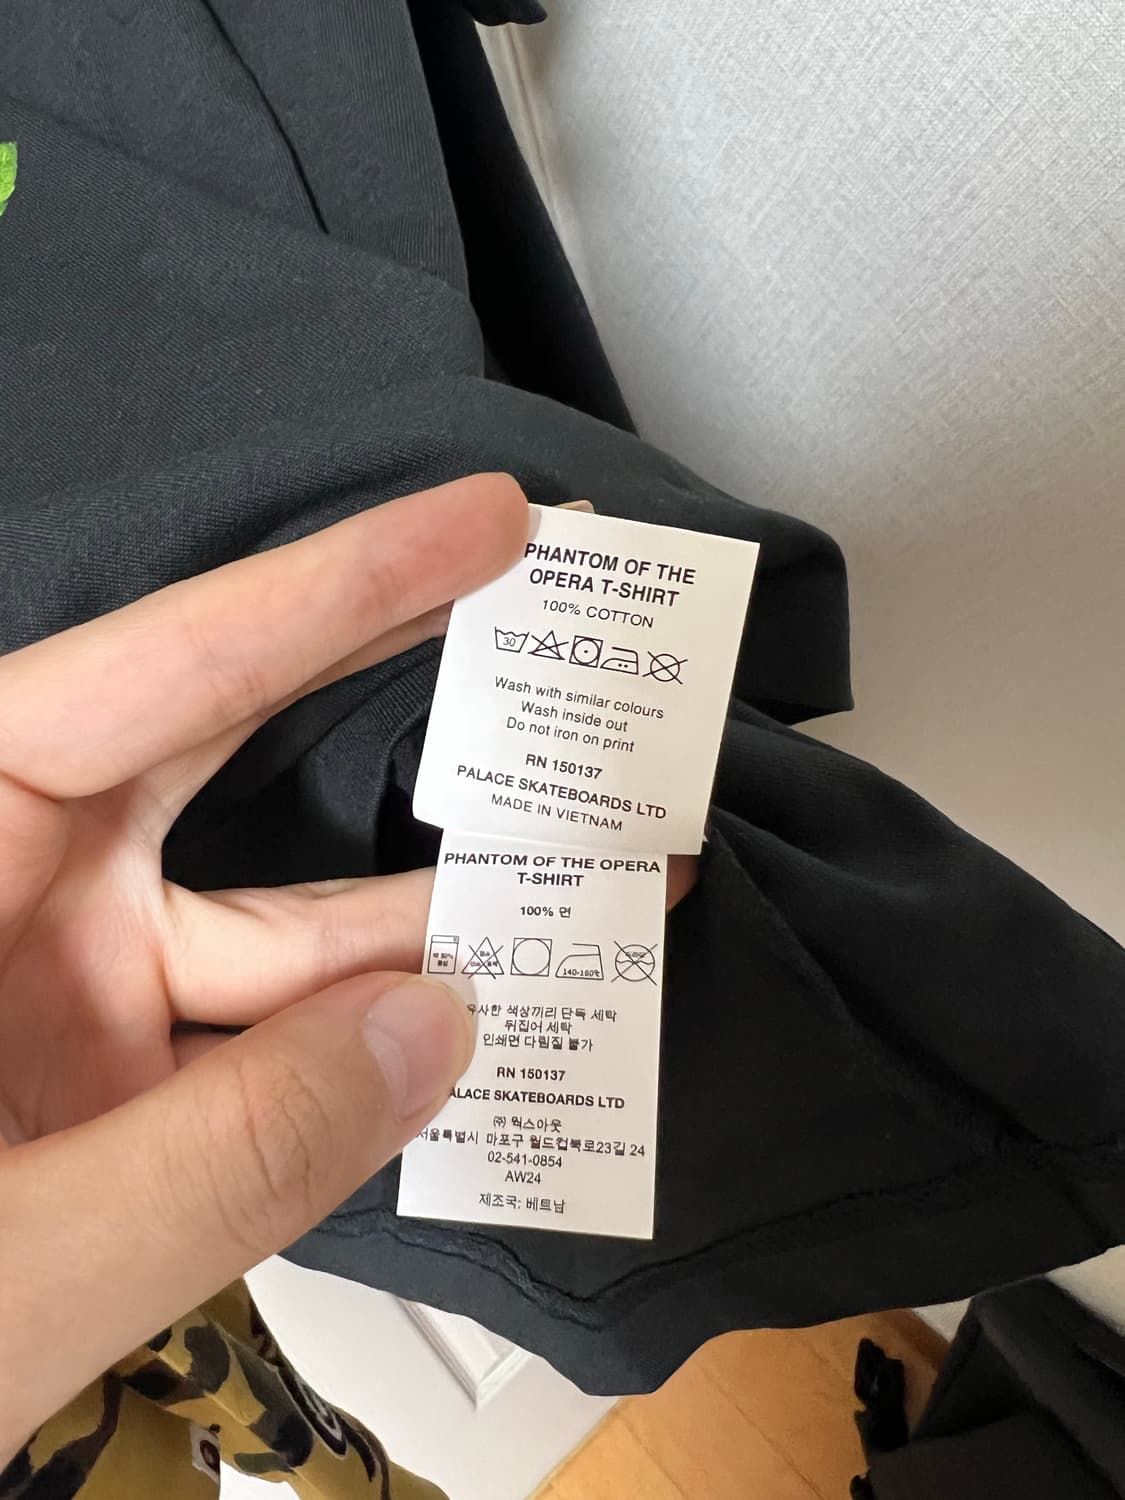 PHANTOM OF THE
OPERA T-SHIRT
100% COTTON
30
Wash with similar colours
Wash inside out
Do not iron on print
RN 150137
PALACE SKATEBOARDS LTD
MADE IN VIETNAM
PHANTOM OF THE OPERA
T-SHIRT
100% 면
140-160℃
유사한 색상끼리 단독 세탁
뒤집어 세탁
인쇄면 다림질 불가
RN 150137
ALACE SKATEBOARDS LTD
㈜ 웍스아웃
서울특별시 마포구 월드컵북로23길 24
02-541-0854
AW24
제조국; 베트남